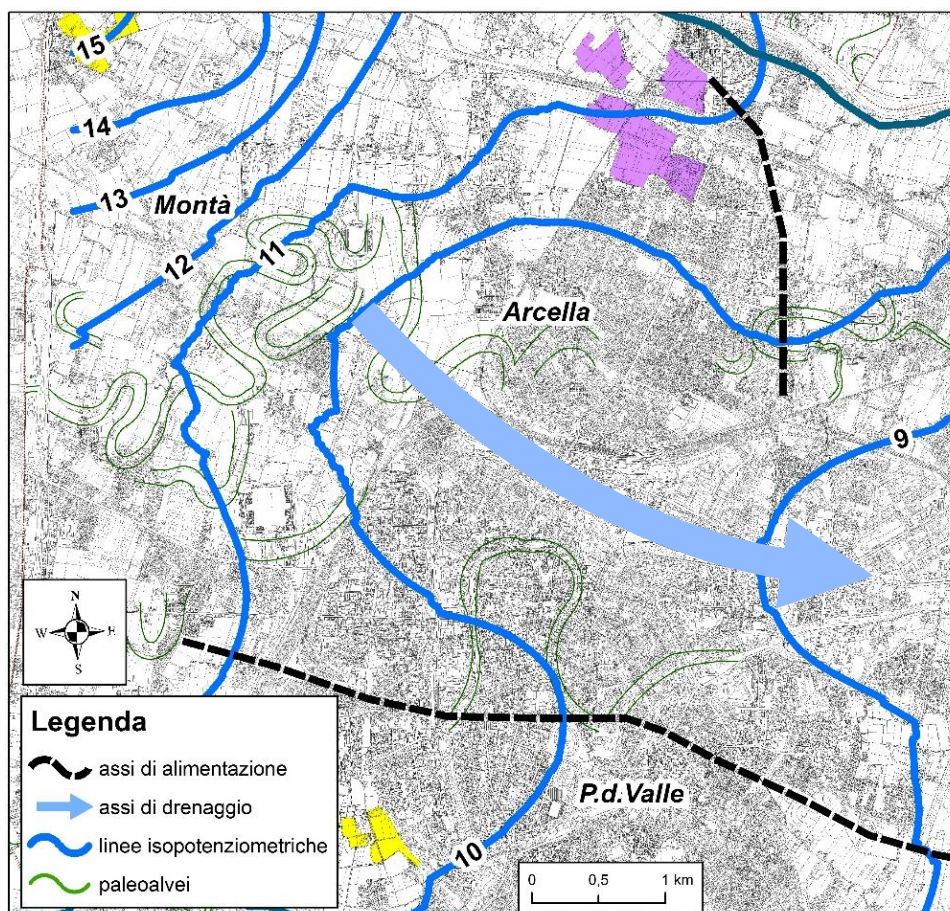 15
14
13
Montà
12
11
Arcella
9
N
W E
S
P.d.Valle
10
Legenda
assi di alimentazione
assi di drenaggio
linee isopotenziometriche
paleoalvei
0 0,5 1 km